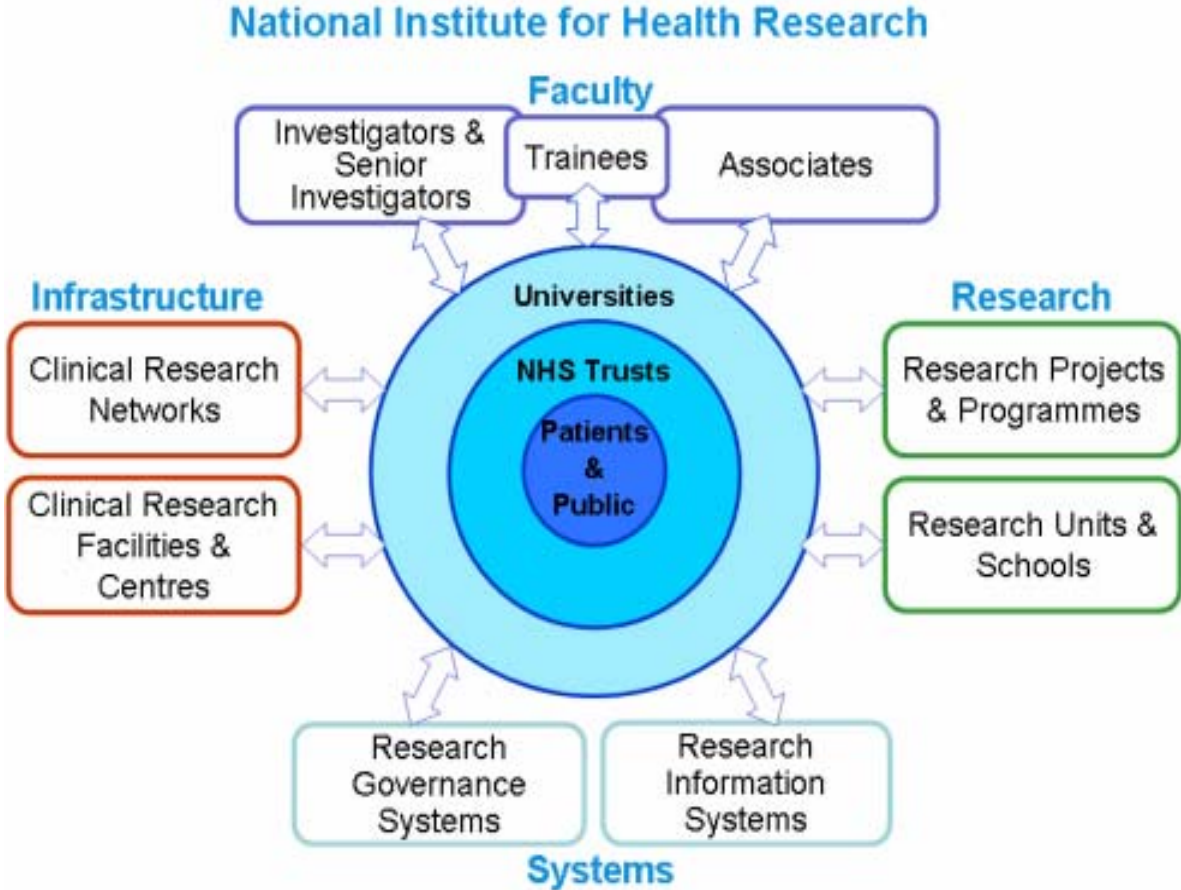 National Institute for Health Research
Faculty
Investigators &
Senior
Investigators
Trainees
Associates
Infrastructure
Clinical Research
Networks
Clinical Research
Facilities &
Centres
Universities
NHS Trusts
Patients
&
Public
Research
Research Projects
& Programmes
Research Units &
Schools
Research
Governance
Systems
Research
Information
Systems
Systems